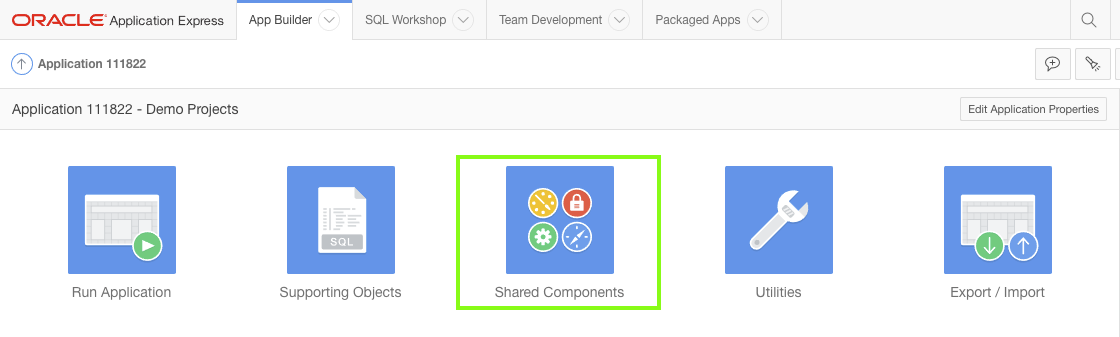 ORACLE Application Express App Builder SQL Workshop Team Development Packaged Apps
Application 111822
Application 111822 - Demo Projects Edit Application Properties
SQL
Run Application Supporting Objects Shared Components Utilities Export / Import